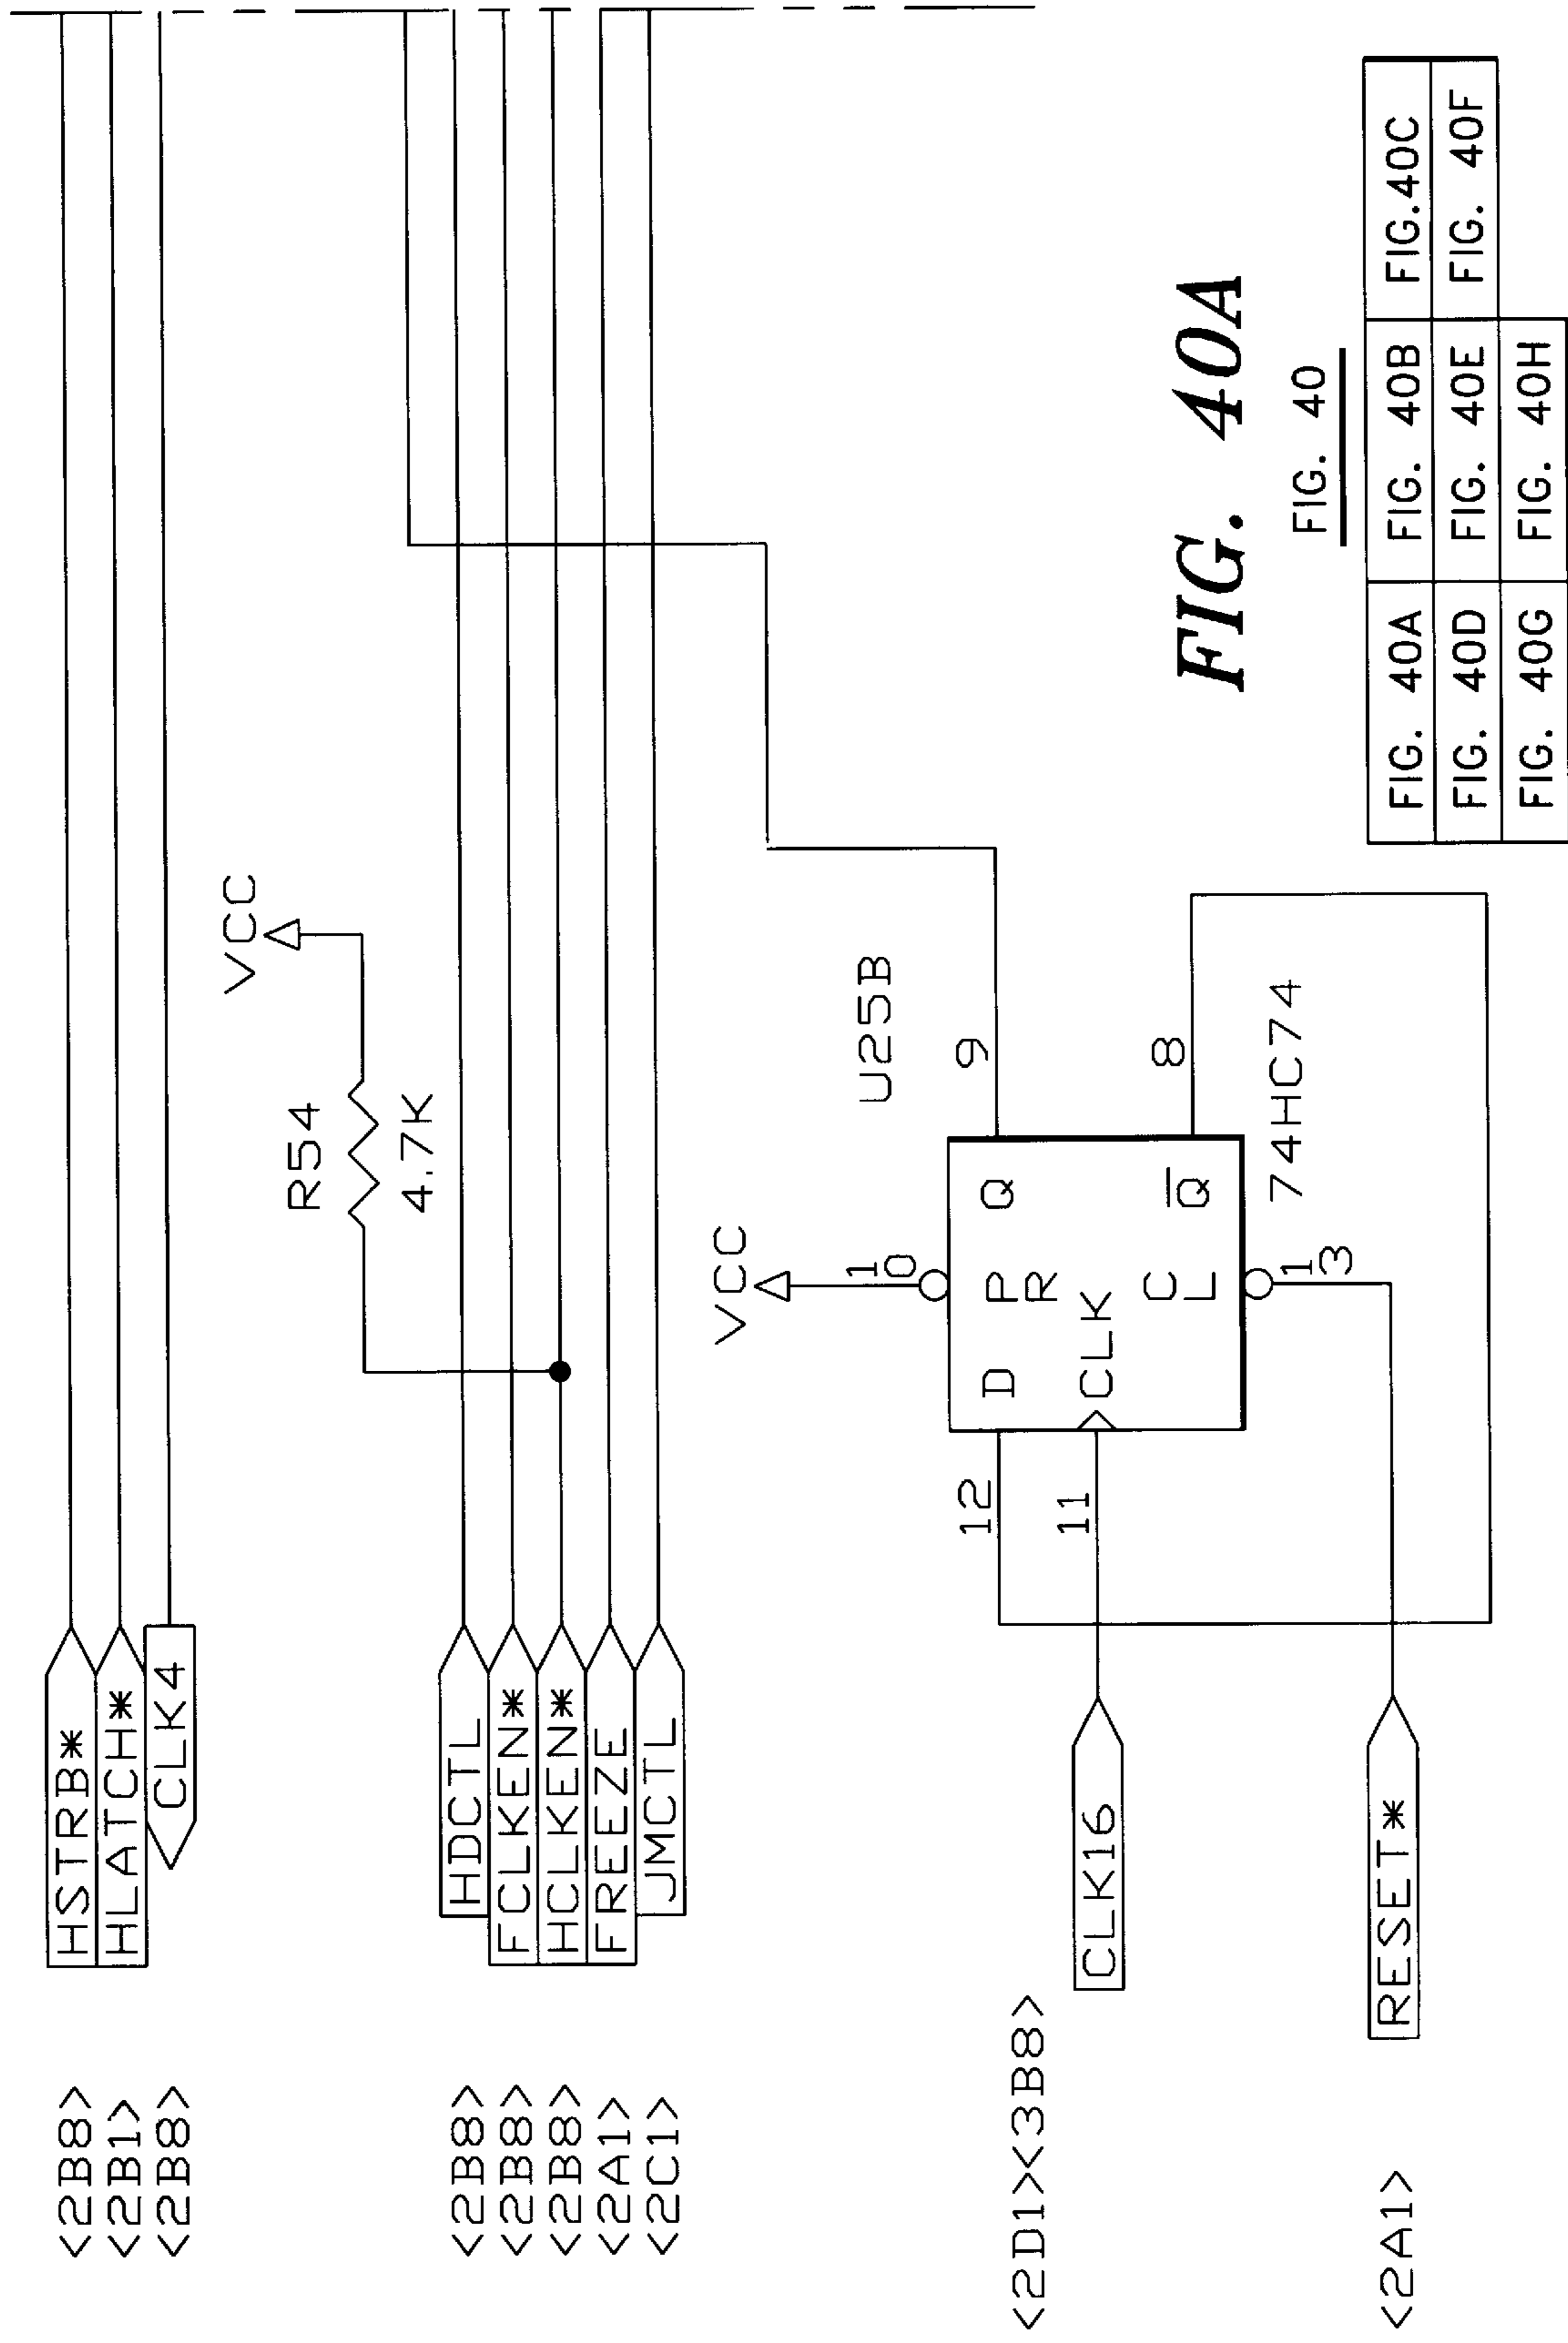 <2B8> HSTRB*
<2B1> HLATCH*
<2B8> CLK4
VCC
R54
4.7K
<2B8> HDCTL
<2B8> FCLKEN*
<2B8> HCLKEN*
<2A1> FREEZE
<2C1> JMCTL
VCC
10
U25B
12
D
PR
Q
9
<2D1><3B8> CLK16
11
CLK
CL
Q
8
13
74HC74
<2A1> RESET*
FIG. 40A
FIG. 40
FIG. 40A FIG. 40B FIG.40C
FIG. 40D FIG. 40E FIG. 40F
FIG. 40G FIG. 40H